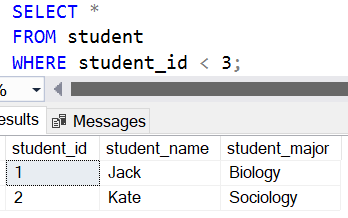 SELECT *
FROM student
WHERE student_id < 3;
%
esults Messages
student_id student_name student_major
1 Jack Biology
2 Kate Sociology